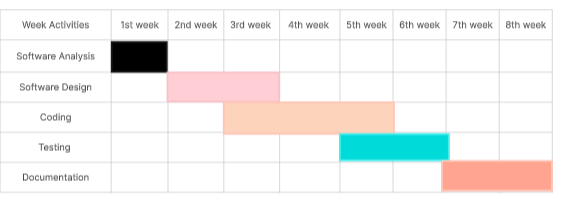 Week Activities 1st week 2nd week 3rd week 4th week 5th week 6th week 7th week 8th week
Software Analysis
Software Design
Coding
Testing
Documentation